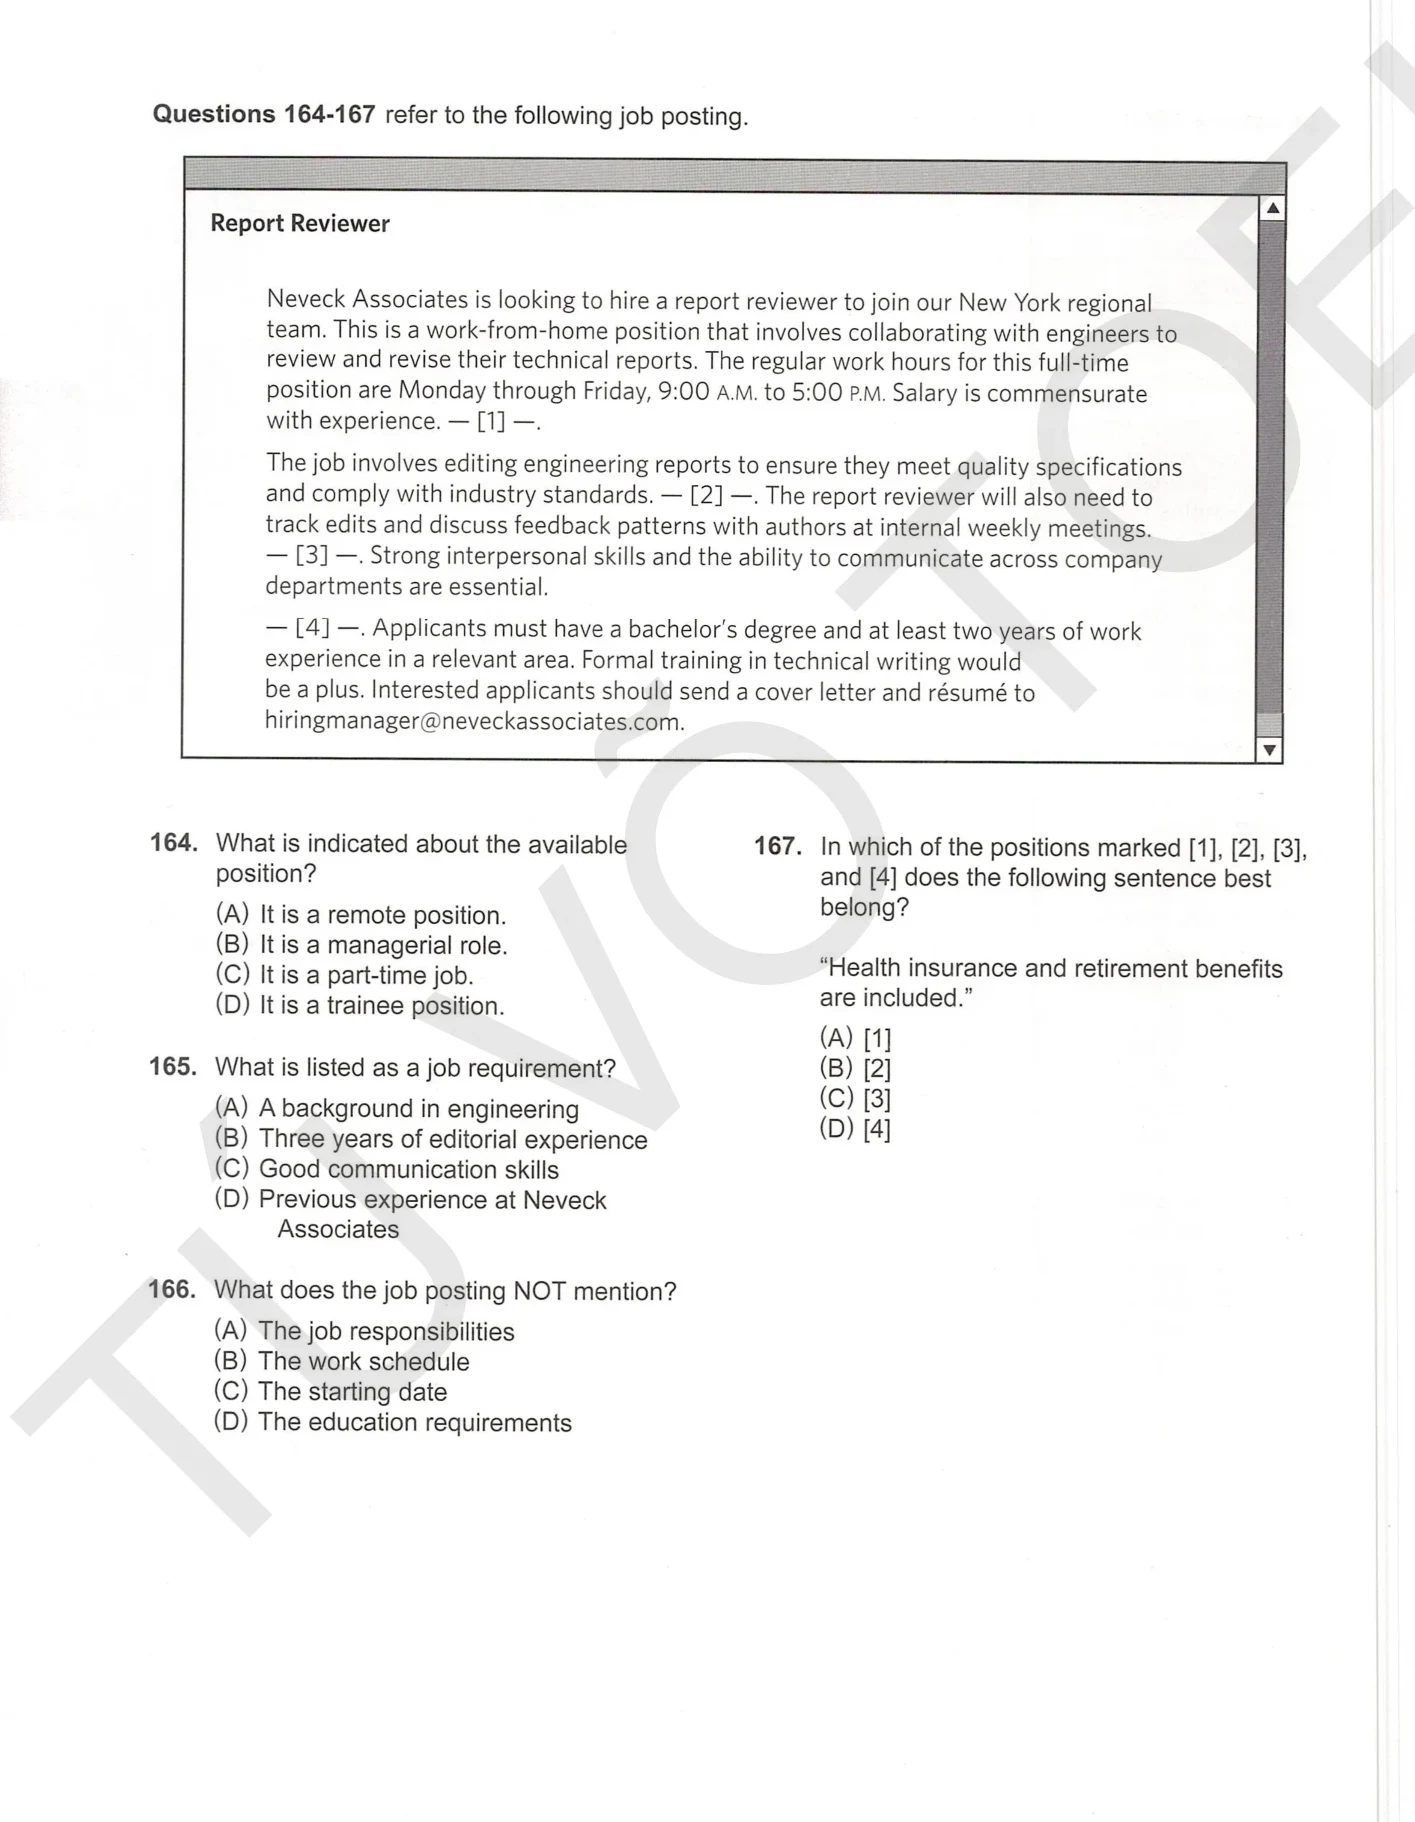 Questions 164-167 refer to the following job posting.
Report Reviewer
Neveck Associates is looking to hire a report reviewer to join our New York regional
team. This is a work-from-home position that involves collaborating with engineers to
review and revise their technical reports. The regular work hours for this full-time
position are Monday through Friday, 9:00 A.M. to 5:00 P.M. Salary is commensurate
with experience. — [1] —.
The job involves editing engineering reports to ensure they meet quality specifications
and comply with industry standards. — [2] —. The report reviewer will also need to
track edits and discuss feedback patterns with authors at internal weekly meetings.
— [3] —. Strong interpersonal skills and the ability to communicate across company
departments are essential.
— [4] —. Applicants must have a bachelor's degree and at least two years of work
experience in a relevant area. Formal training in technical writing would
be a plus. Interested applicants should send a cover letter and résumé to
hiringmanager@neveckassociates.com.
164. What is indicated about the available
position?
(A) It is a remote position.
(B) It is a managerial role.
(C) It is a part-time job.
(D) It is a trainee position.
165. What is listed as a job requirement?
(A) A background in engineering
(B) Three years of editorial experience
(C) Good communication skills
(D) Previous experience at Neveck
Associates
166. What does the job posting NOT mention?
(A) The job responsibilities
(B) The work schedule
(C) The starting date
(D) The education requirements
167. In which of the positions marked [1], [2], [3],
and [4] does the following sentence best
belong?
“Health insurance and retirement benefits
are included.”
(A) [1]
(B) [2]
(C) [3]
(D) [4]
TÚ VÕ TOE